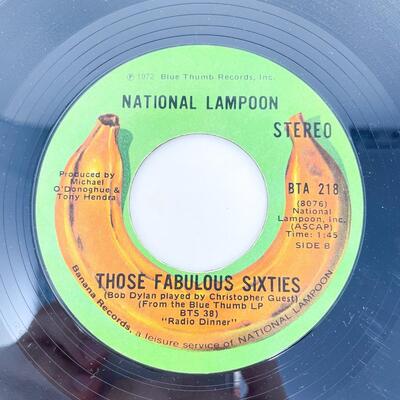 ℗ 1972 Blue Thumb Records, Inc.
NATIONAL LAMPOON
STEREO
Produced by
Michael
O'Donoghue &
Tony Hendra
BTA 218
(8076)
National
Lampoon, Inc.
(ASCAP)
Time: 1:45
SIDE B
THOSE FABULOUS SIXTIES
(Bob Dylan played by Christopher Guest)
(From the Blue Thumb LP
BTS 38)
"Radio Dinner"
Banana Records, a leisure service of NATIONAL LAMPOON